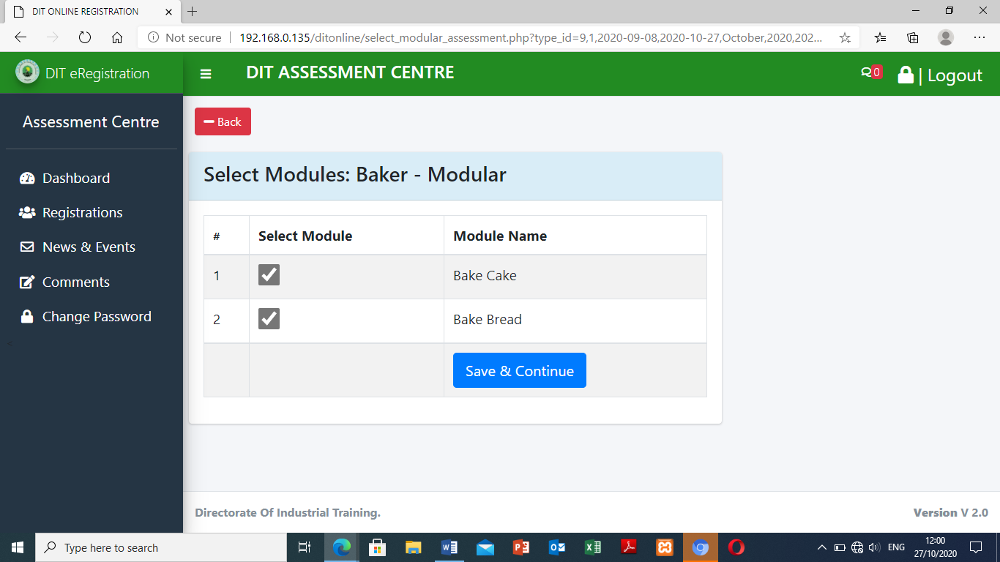 DIT ONLINE REGISTRATION
Not secure 192.168.0.135/ditonline/select_modular_assessment.php?type_id=9,1,2020-09-08,2020-10-27,October,2020,202...
DIT eRegistration
DIT ASSESSMENT CENTRE
0
| Logout
Assessment Centre
Back
Dashboard
Registrations
News & Events
Comments
Change Password
<
Select Modules: Baker - Modular
# Select Module Module Name
1 Bake Cake
2 Bake Bread
Save & Continue
Directorate Of Industrial Training. Version V 2.0
Type here to search
ENG
12:00
27/10/2020